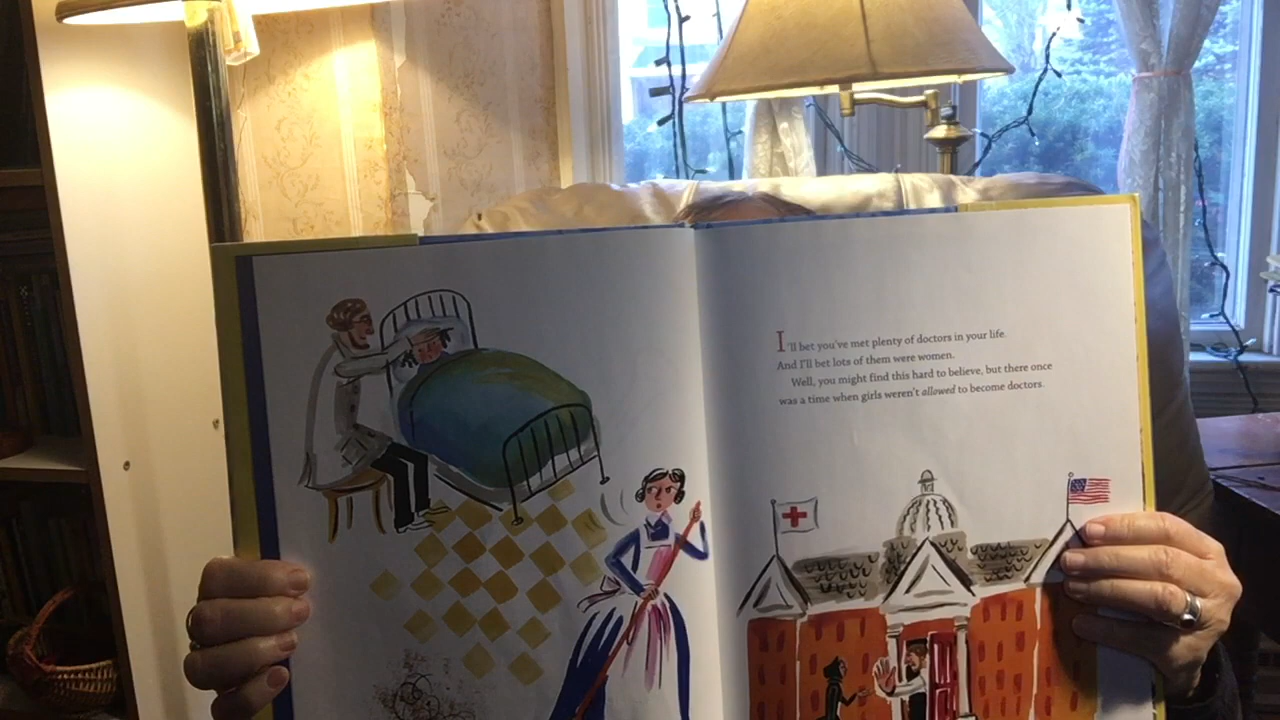 I'll bet you've met plenty of doctors in your life.
And I'll bet lots of them were women.
Well, you might find this hard to believe, but there once
was a time when girls weren't allowed to become doctors.